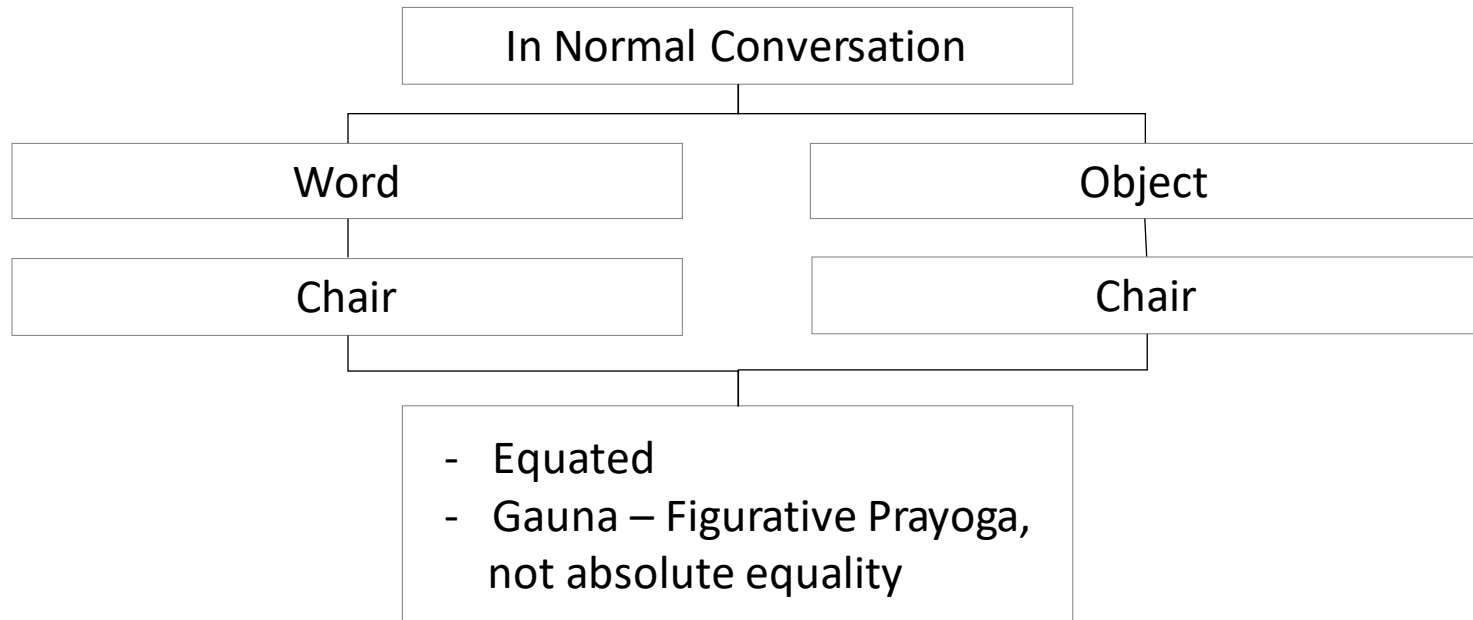 In Normal Conversation
Word
Object
Chair
Chair
- Equated
- Gauna – Figurative Prayoga,
not absolute equality